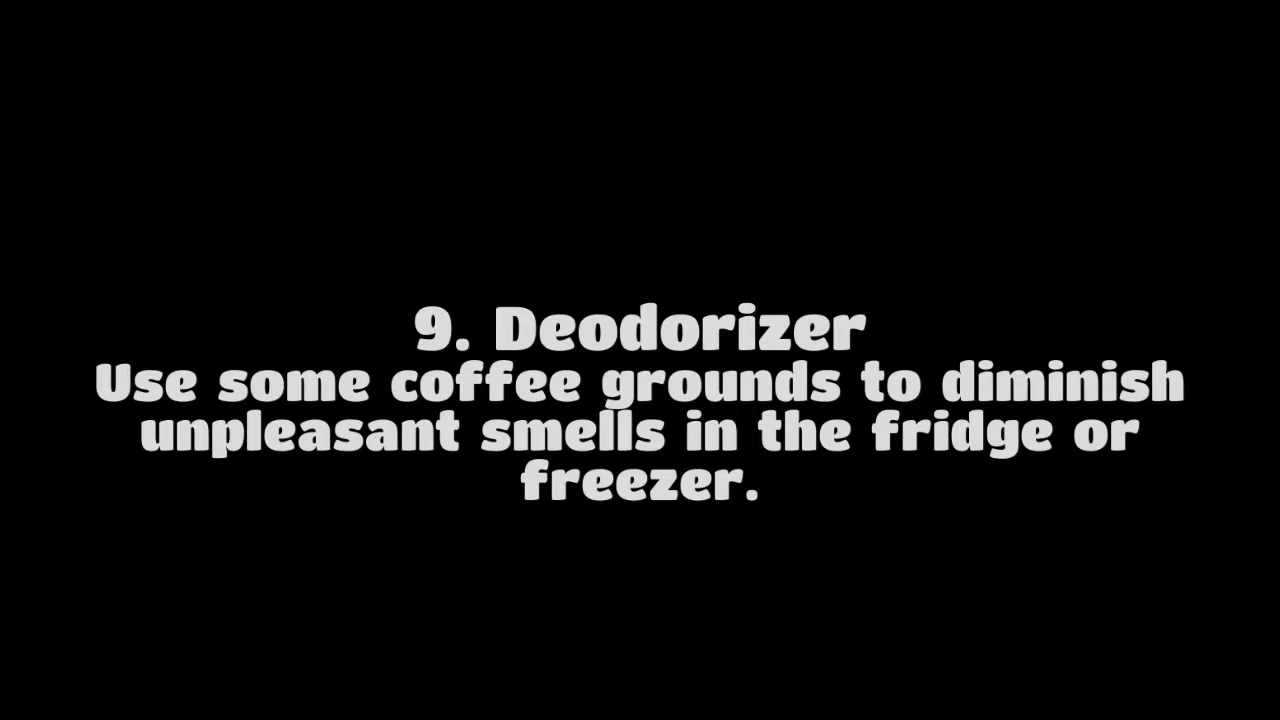 9. Deodorizer
Use some coffee grounds to diminish
unpleasant smells in the fridge or
freezer.